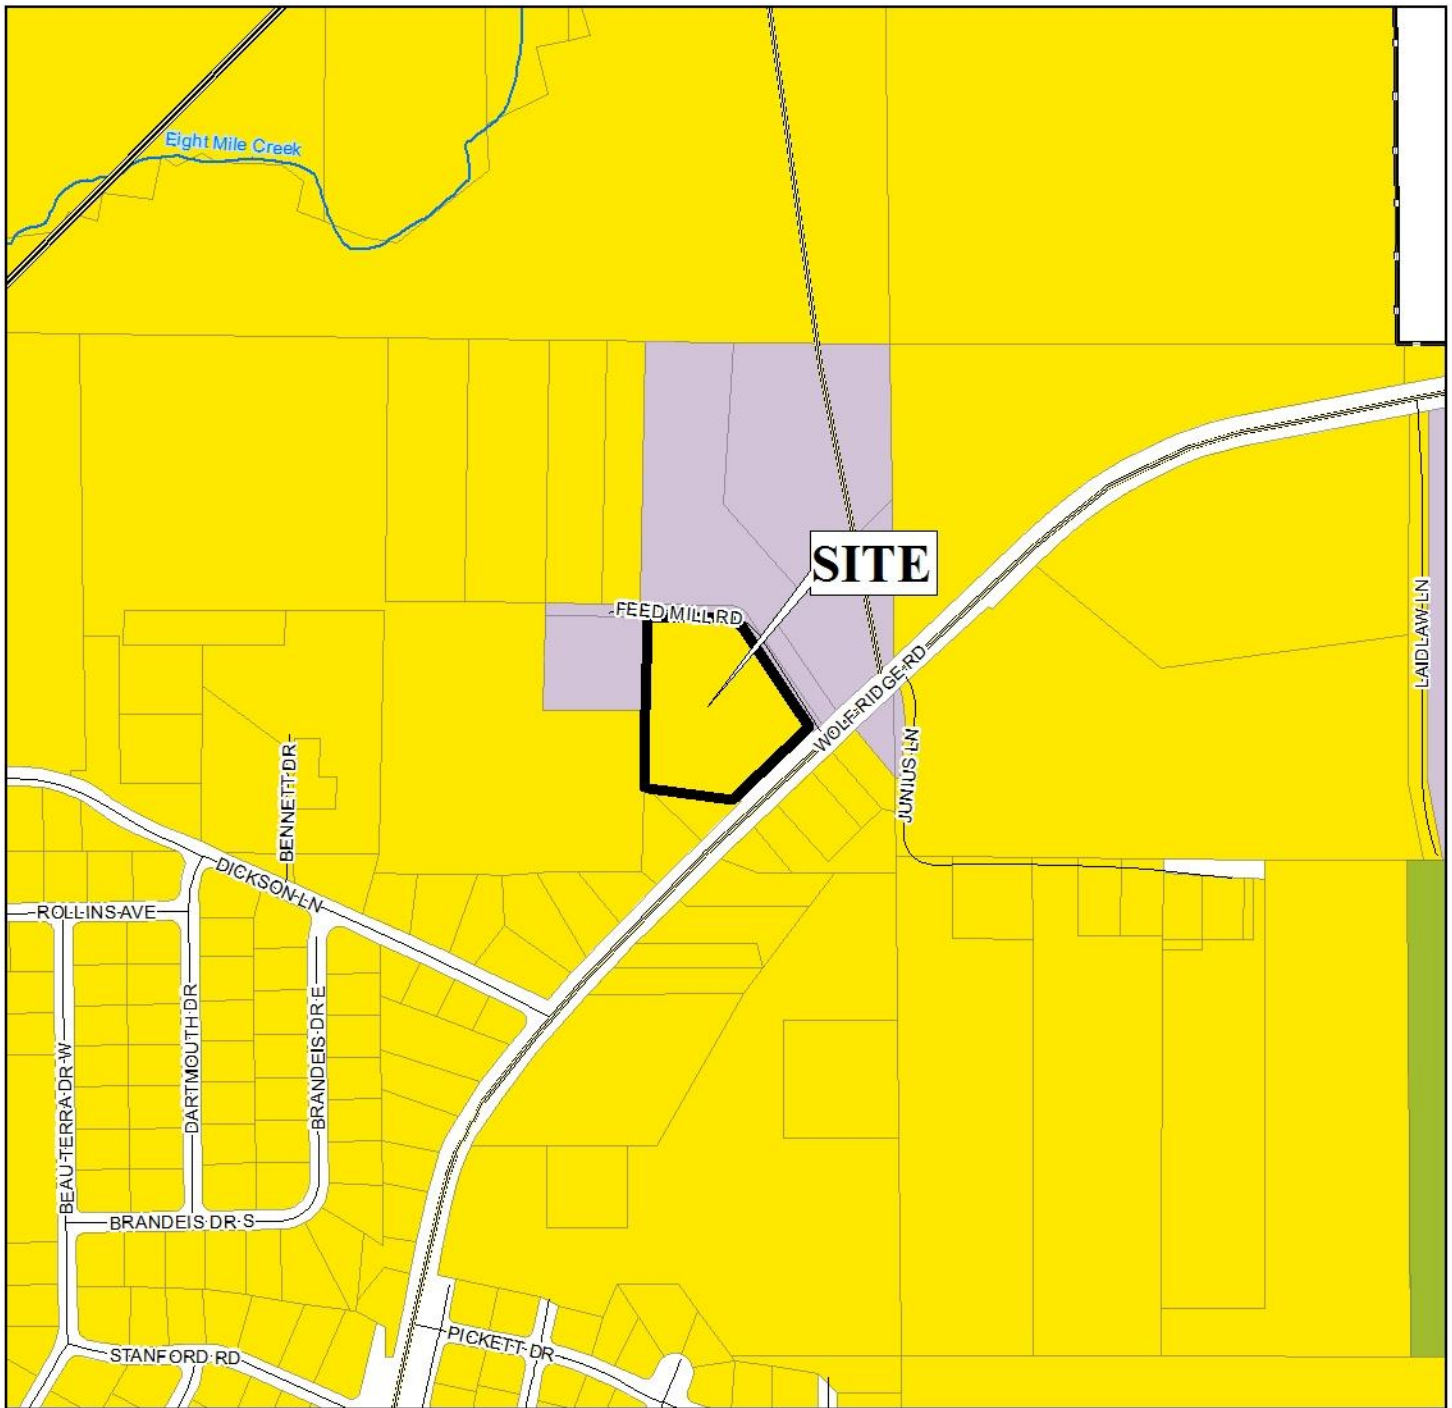 Eight Mile Creek
SITE
FEED MILL RD
WOLF RIDGE RD
LAIDLAW LN
JUNIUS LN
BENNETT DR
DICKSON LN
ROLLINS AVE
BEAU TERRA DR W
DARTMOUTH DR
BRANDEIS DR E
BRANDEIS DR S
PICKETT DR
STANFORD RD